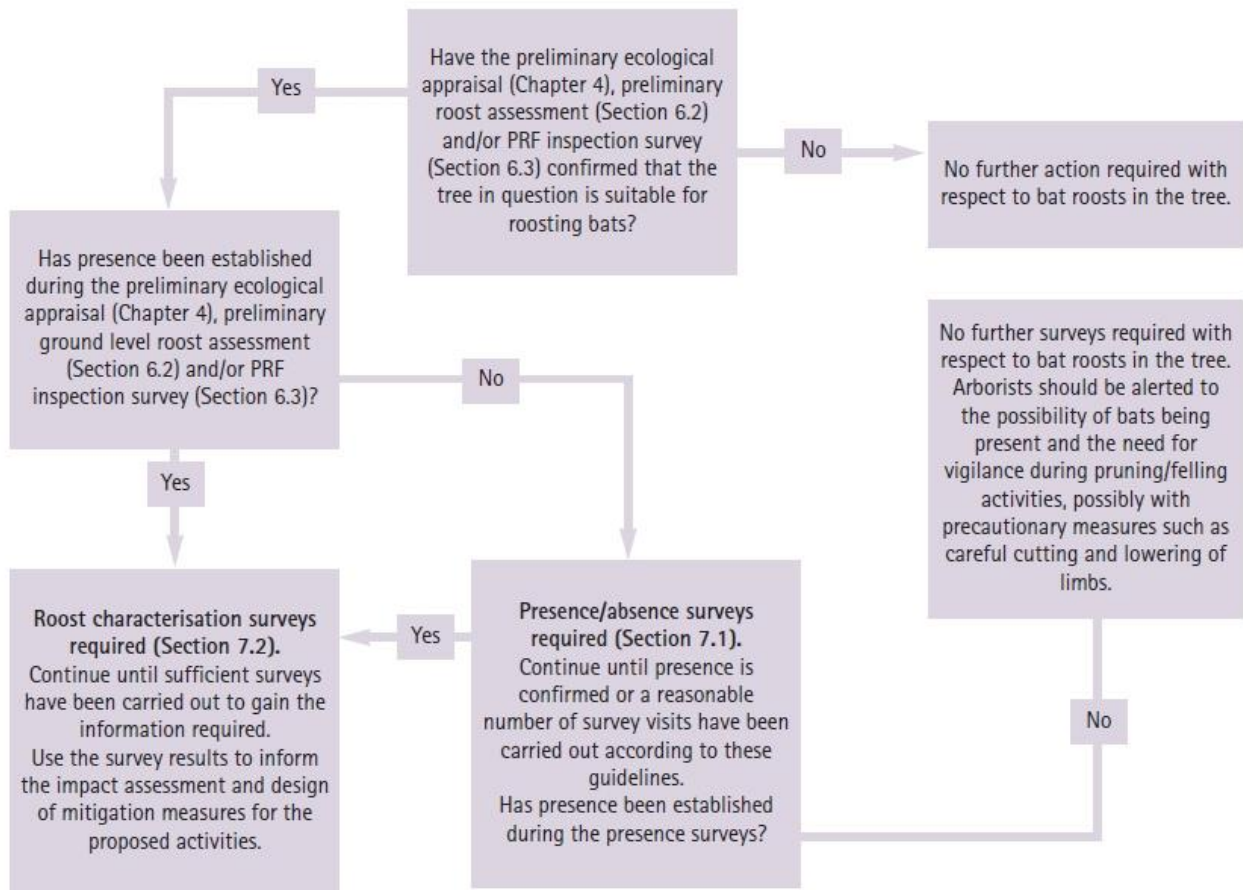 Have the preliminary ecological
appraisal (Chapter 4), preliminary
roost assessment (Section 6.2)
and/or PRF inspection survey
(Section 6.3) confirmed that the
tree in question is suitable for
roosting bats?
Yes
No
No further action required with
respect to bat roosts in the tree.
Has presence been established
during the preliminary ecological
appraisal (Chapter 4), preliminary
ground level roost assessment
(Section 6.2) and/or PRF
inspection survey (Section 6.3)?
No
Yes
No further surveys required with
respect to bat roosts in the tree.
Arborists should be alerted to
the possibility of bats being
present and the need for
vigilance during pruning/felling
activities, possibly with
precautionary measures such as
careful cutting and lowering of
limbs.
Roost characterisation surveys
required (Section 7.2).
Continue until sufficient surveys
have been carried out to gain the
information required.
Use the survey results to inform
the impact assessment and design
of mitigation measures for the
proposed activities.
Yes
Presence/absence surveys
required (Section 7.1).
Continue until presence is
confirmed or a reasonable
number of survey visits have been
carried out according to these
guidelines.
Has presence been established
during the presence surveys?
No